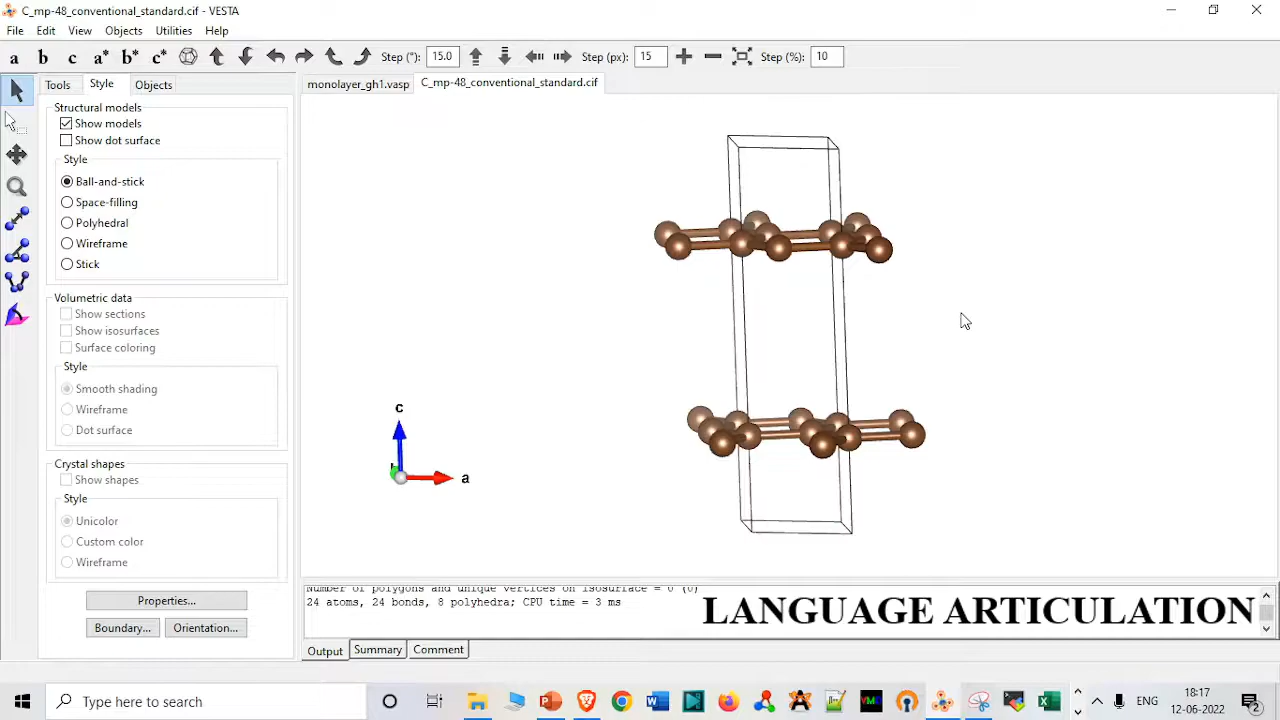 C_mp-48_conventional_standard.cif - VESTA
File Edit View Objects Utilities Help
a b c a* b* c* Step (°): 15.0 Step (px): 15 Step (%): 10
Tools Style Objects
monolayer_gh1.vasp C_mp-48_conventional_standard.cif
Structural models
Show models
Show dot surface
Style
Ball-and-stick
Space-filling
Polyhedral
Wireframe
Stick
Volumetric data
Show sections
Show isosurfaces
Surface coloring
Style
Smooth shading
Wireframe
Dot surface
Crystal shapes
Show shapes
Style
Unicolor
Custom color
Wireframe
Properties...
Boundary... Orientation...
c
a
Number of polygons and unique vertices on isosurface = 0 (0)
24 atoms, 24 bonds, 8 polyhedra; CPU time = 3 ms
LANGUAGE ARTICULATION
Output Summary Comment
Type here to search
ENG
18:17
12-06-2022
2